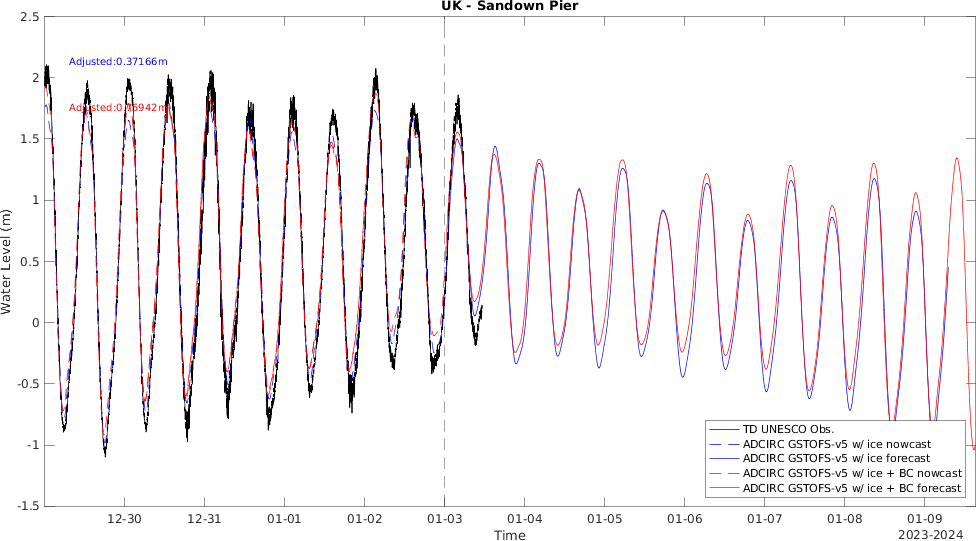 UK - Sandown Pier
2.5
2
1.5
1
0.5
0
-0.5
-1
-1.5
Water Level (m)
Adjusted:0.37166m
12-30
12-31
01-01
01-02
01-03
01-04
01-05
01-06
01-07
01-08
01-09
Time
2023-2024
TD UNESCO Obs.
ADCIRC GSTOFS-v5 w/ ice nowcast
ADCIRC GSTOFS-v5 w/ ice forecast
ADCIRC GSTOFS-v5 w/ ice + BC nowcast
ADCIRC GSTOFS-v5 w/ ice + BC forecast